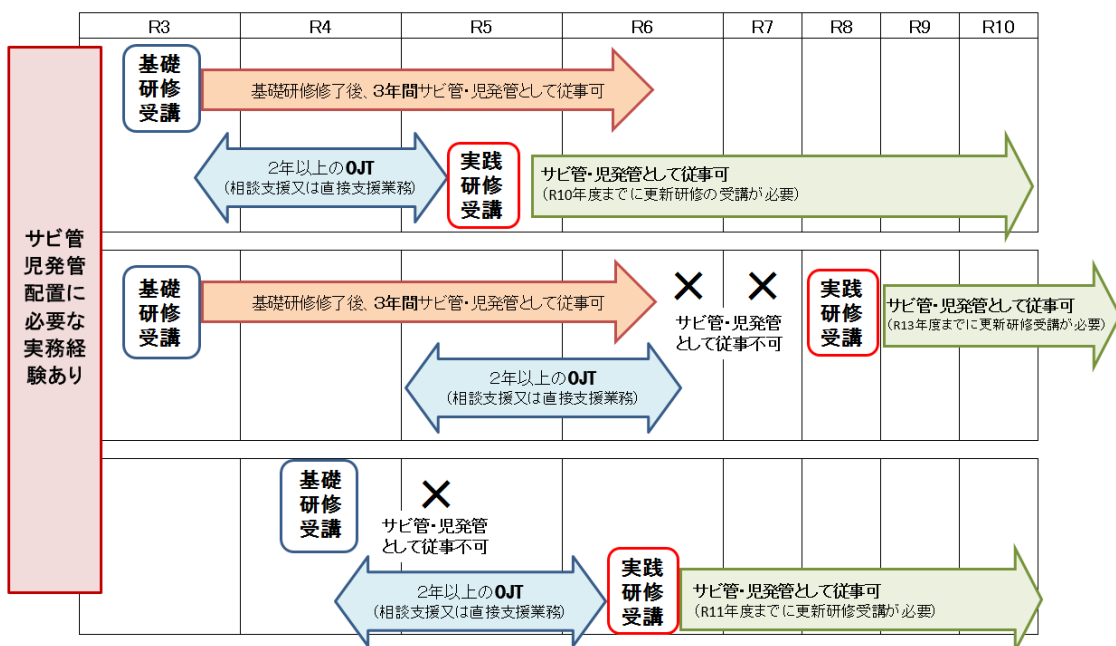 R3
R4
R5
R6
R7
R8
R9
R10
サビ管
児発管
配置に
必要な
実務経
験あり
基礎
研修
受講
基礎研修修了後、3年間サビ管・児発管として従事可
2年以上のOJT
(相談支援又は直接支援業務)
実践
研修
受講
サビ管・児発管として従事可
(R10年度までに更新研修の受講が必要)
基礎
研修
受講
基礎研修修了後、3年間サビ管・児発管として従事可
×
×
サビ管・児発管
として従事不可
2年以上のOJT
(相談支援又は直接支援業務)
実践
研修
受講
サビ管・児発管として従事可
(R13年度までに更新研修受講が必要)
基礎
研修
受講
×
サビ管・児発管
として従事不可
2年以上のOJT
(相談支援又は直接支援業務)
実践
研修
受講
サビ管・児発管として従事可
(R11年度までに更新研修受講が必要)